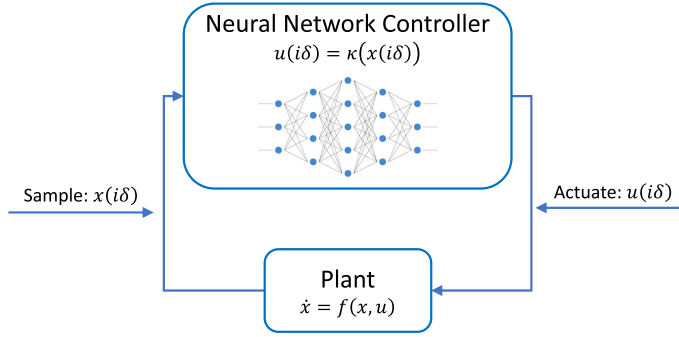 Neural Network Controller
u(iδ) = κ(x(iδ))
Sample: x(iδ)
Actuate: u(iδ)
Plant
ẋ = f(x, u)